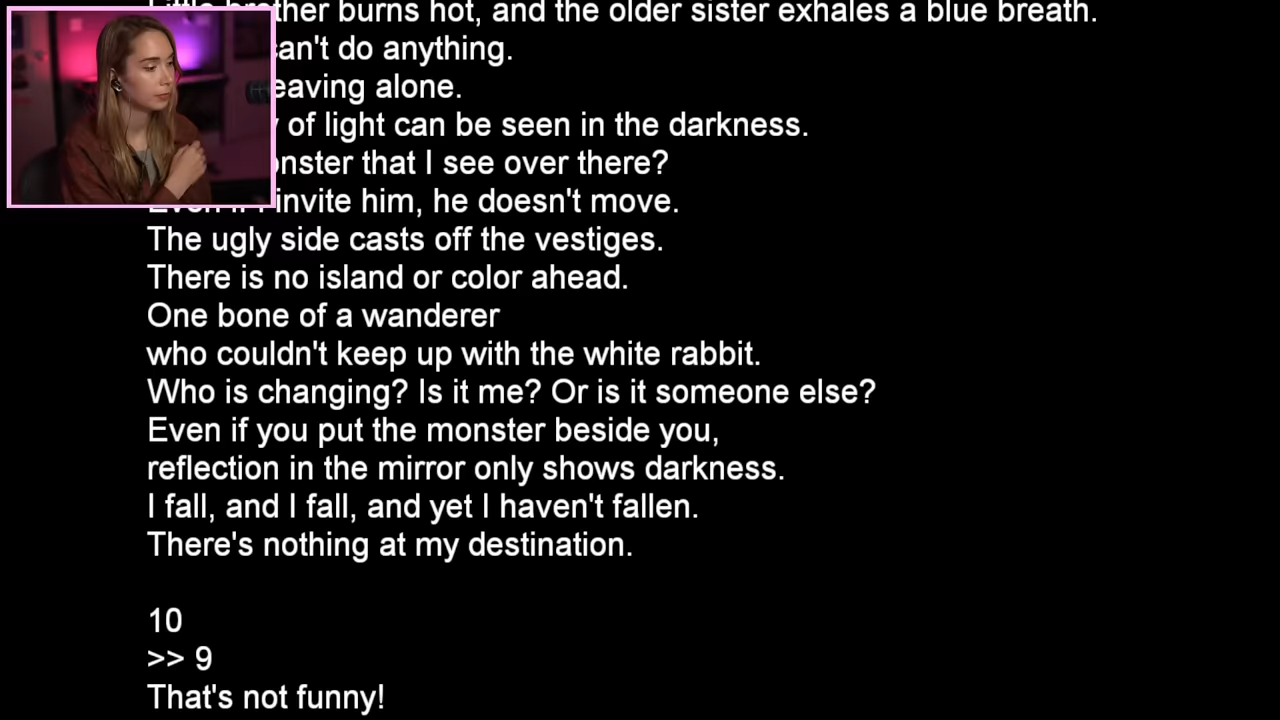 brother burns hot, and the older sister exhales a blue breath.
can't do anything.
leaving alone.
of light can be seen in the darkness.
that I see over there?
invite him, he doesn't move.
The ugly side casts off the vestiges.
There is no island or color ahead.
One bone of a wanderer
who couldn't keep up with the white rabbit.
Who is changing? Is it me? Or is it someone else?
Even if you put the monster beside you,
reflection in the mirror only shows darkness.
I fall, and I fall, and yet I haven't fallen.
There's nothing at my destination.
10
>> 9
That's not funny!